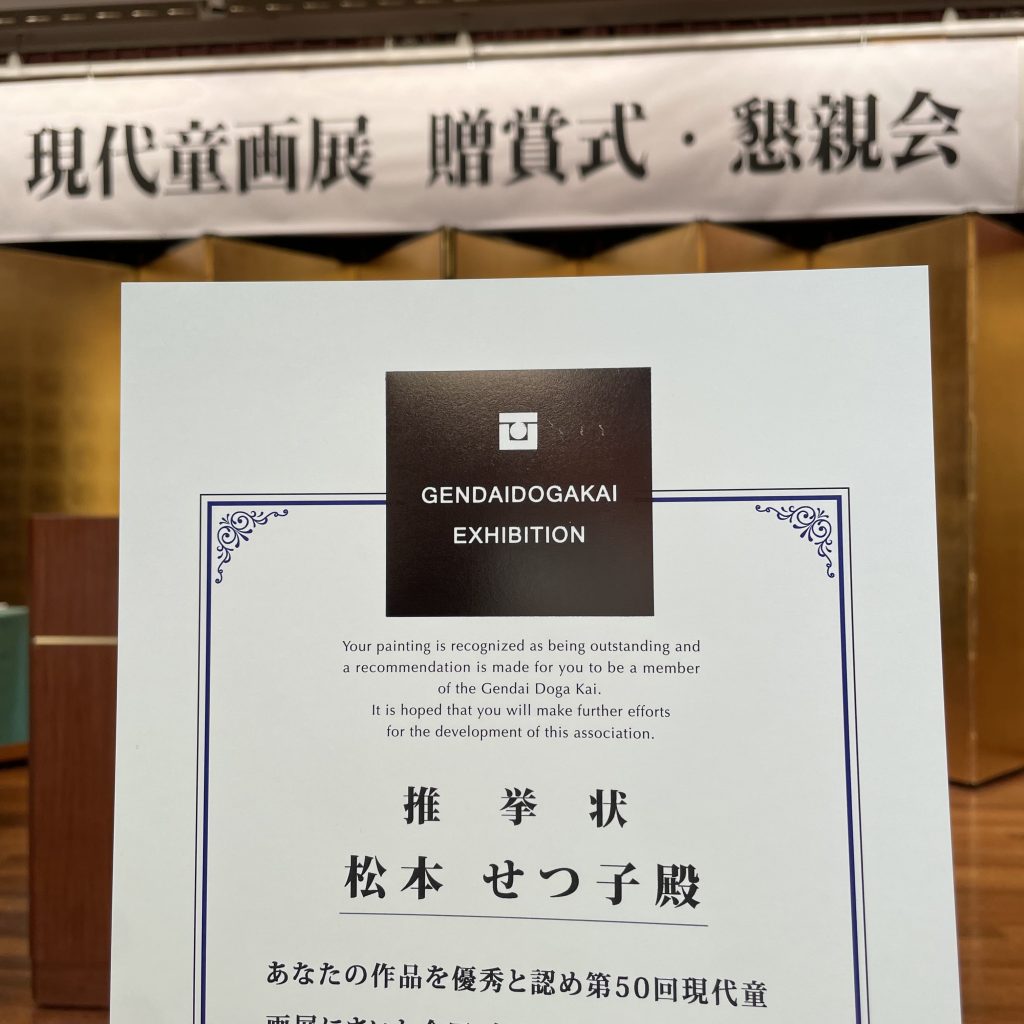 現代童画展 贈賞式・懇親会
GENDAIDOGAKAI
EXHIBITION
Your painting is recognized as being outstanding and
a recommendation is made for you to be a member
of the Gendai Doga Kai.
It is hoped that you will make further efforts
for the development of this association.
推挙状
松本 せつ子殿
あなたの作品を優秀と認め第50回現代童